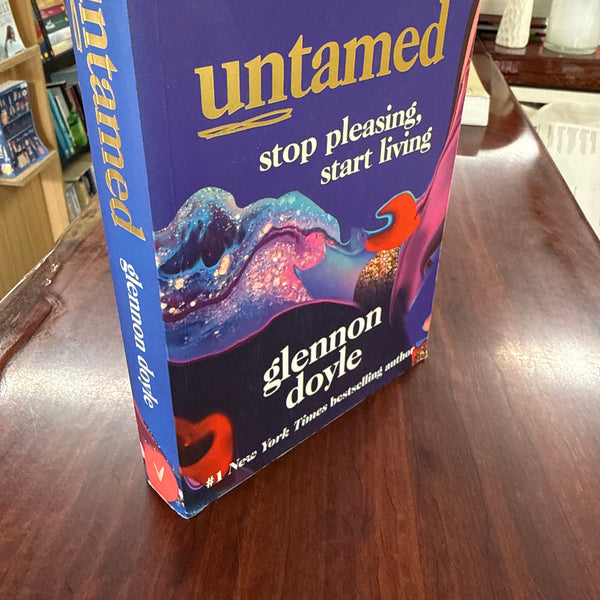 untamed
stop pleasing,
start living
glennon
doyle
#1 New York Times bestselling author
untamed
glennon doyle